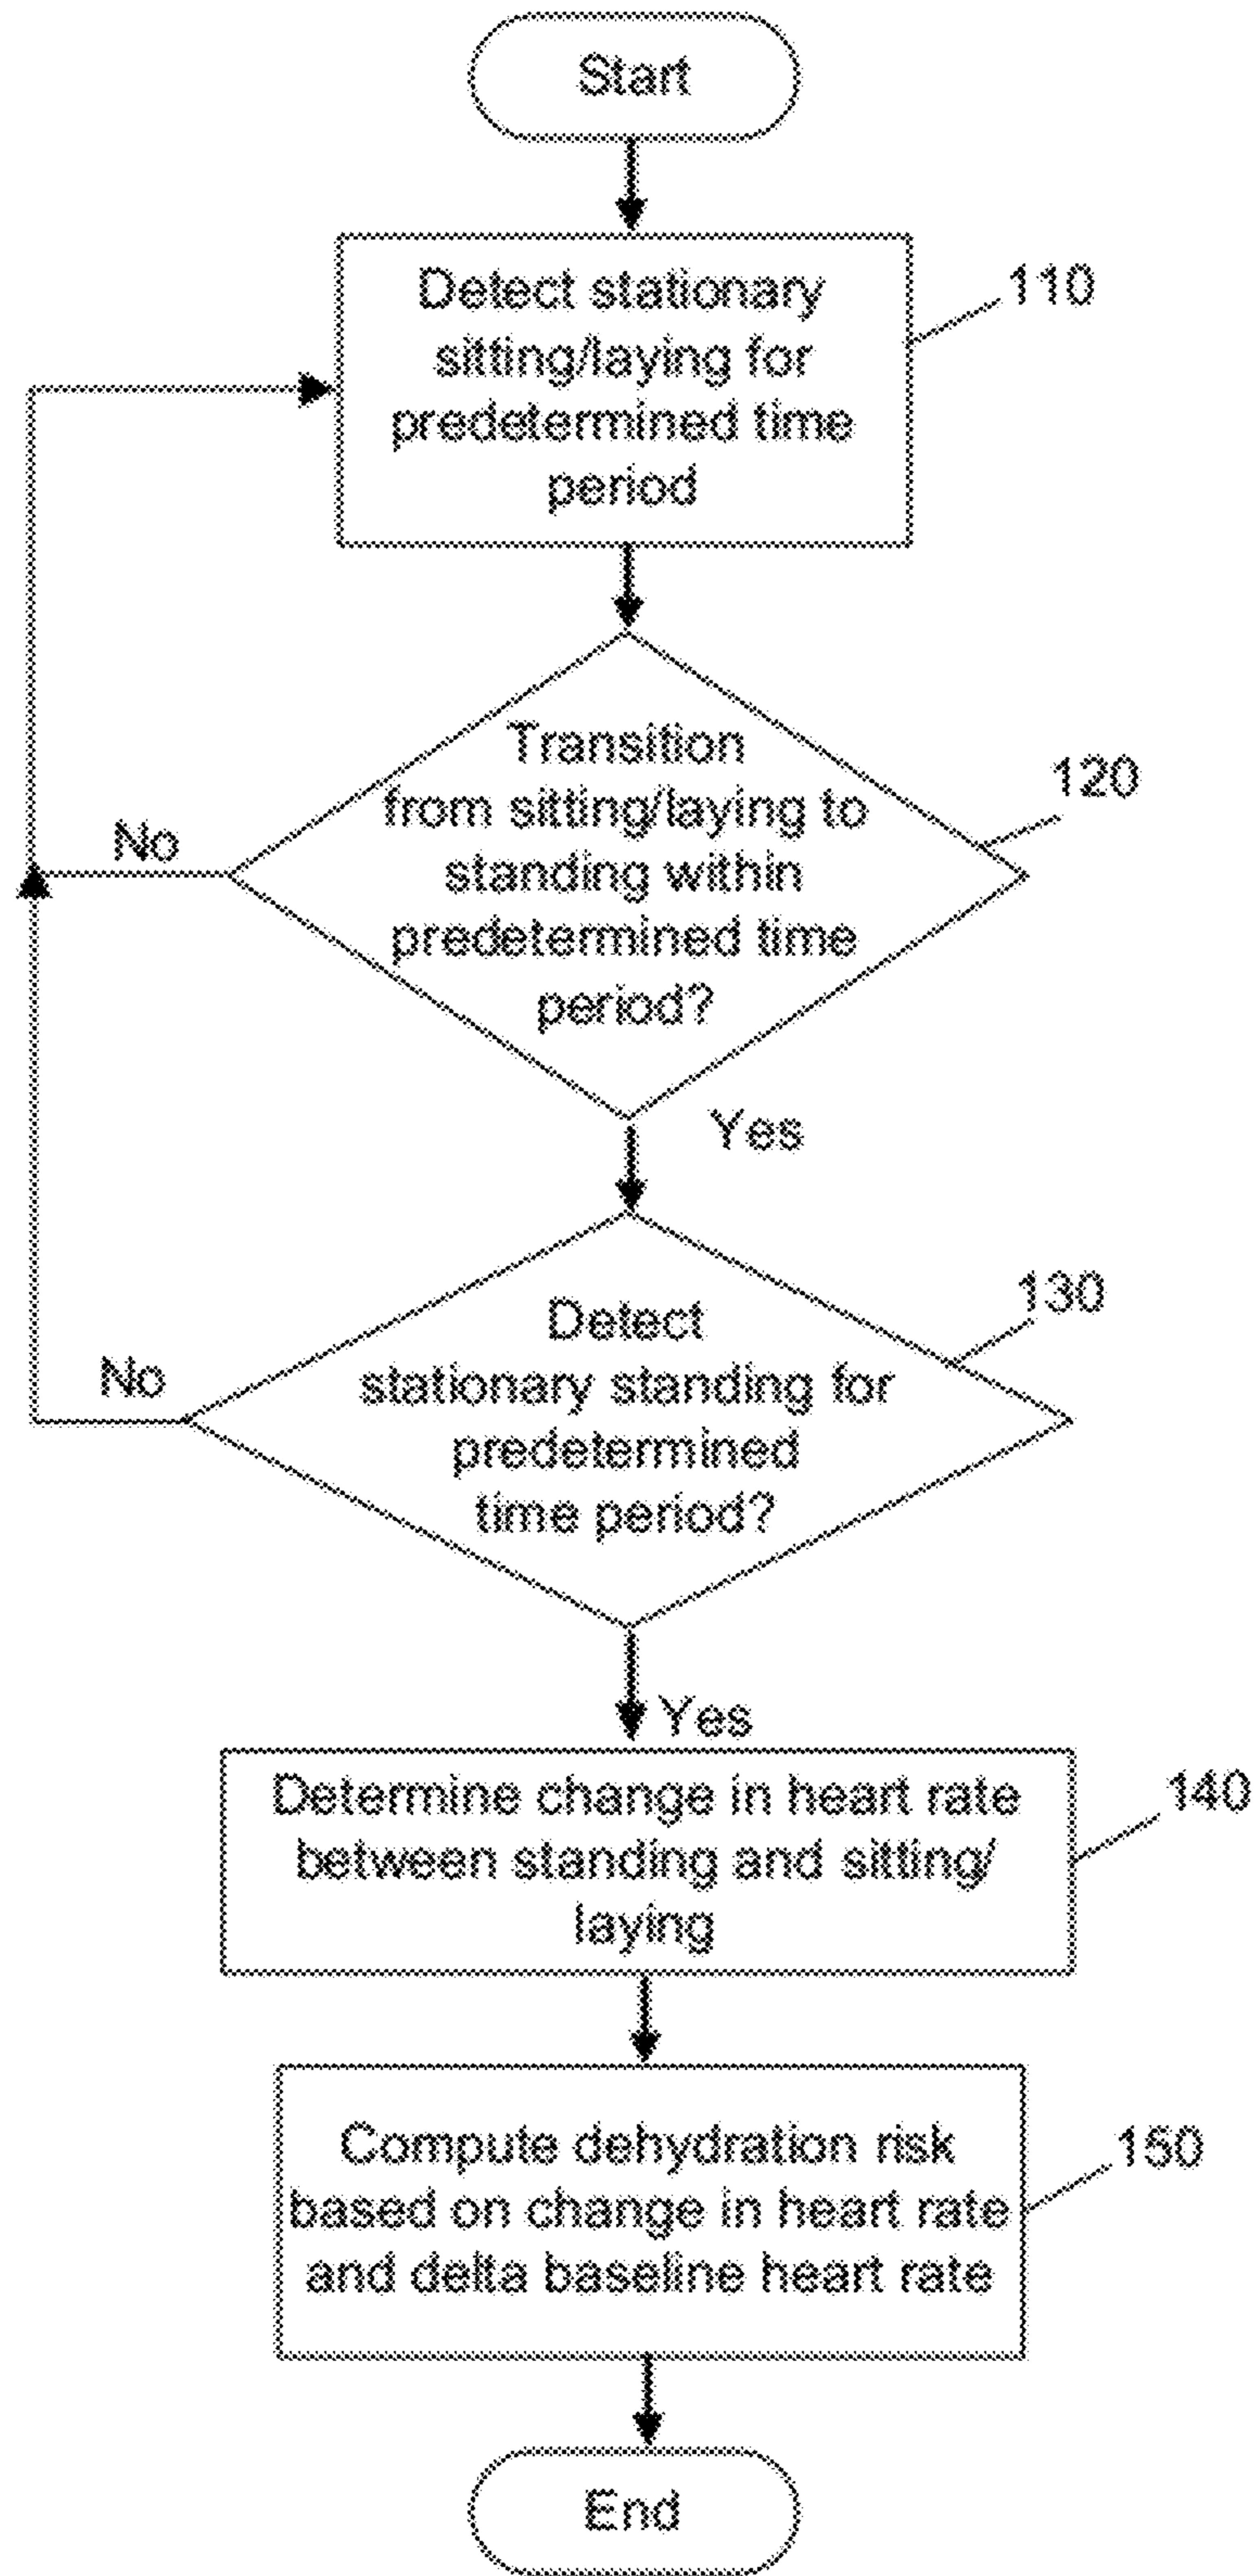 Start
Detect stationary
sitting/laying for
predetermined time
period
110
Transition
from sitting/laying to
standing within
predetermined time
period?
120
No
Yes
Detect
stationary standing for
predetermined
time period?
130
No
Yes
Determine change in heart rate
between standing and sitting/
laying
140
Compute dehydration risk
based on change in heart rate
and delta baseline heart rate
150
End